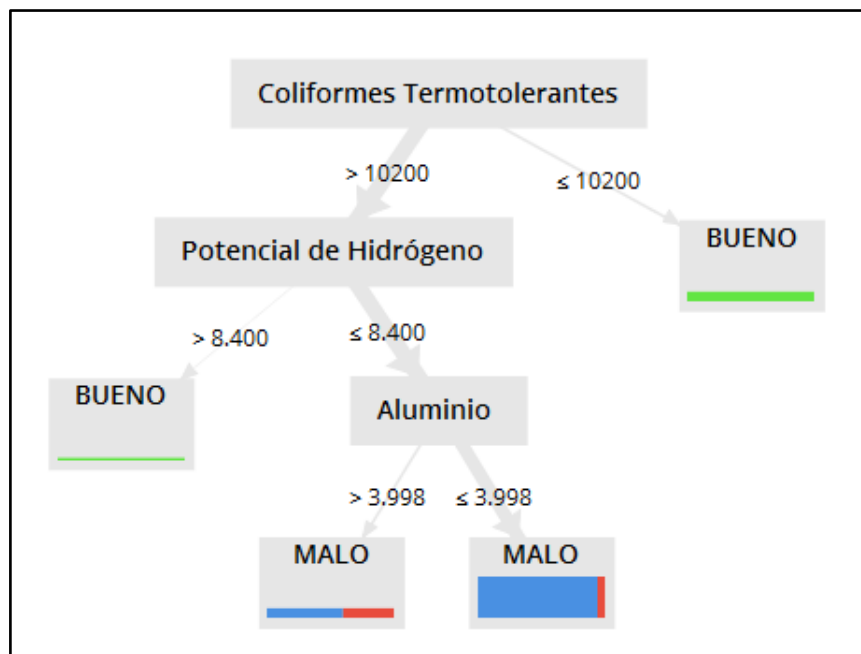 Coliformes Termotolerantes
> 10200
≤ 10200
Potencial de Hidrógeno
BUENO
> 8.400
≤ 8.400
BUENO
Aluminio
> 3.998
≤ 3.998
MALO
MALO